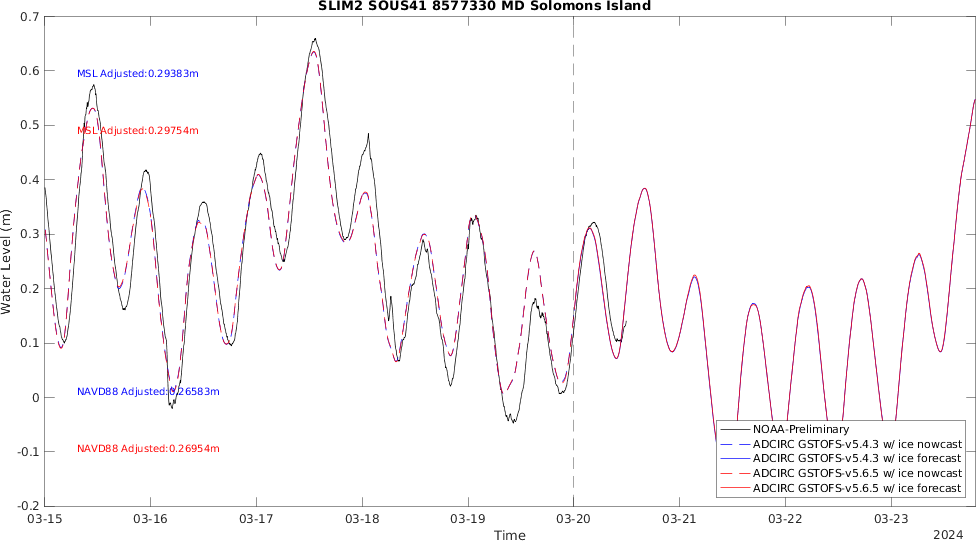 SLIM2 SOUS41 8577330 MD Solomons Island
0.7
0.6
0.5
0.4
0.3
0.2
0.1
0
-0.1
-0.2
Water Level (m)
MSL Adjusted:0.29383m
MSL Adjusted:0.29754m
NAVD88 Adjusted:0.26583m
NAVD88 Adjusted:0.26954m
NOAA-Preliminary
ADCIRC GSTOFS-v5.4.3 w/ ice nowcast
ADCIRC GSTOFS-v5.4.3 w/ ice forecast
ADCIRC GSTOFS-v5.6.5 w/ ice nowcast
ADCIRC GSTOFS-v5.6.5 w/ ice forecast
03-15 03-16 03-17 03-18 03-19 03-20 03-21 03-22 03-23
Time
2024